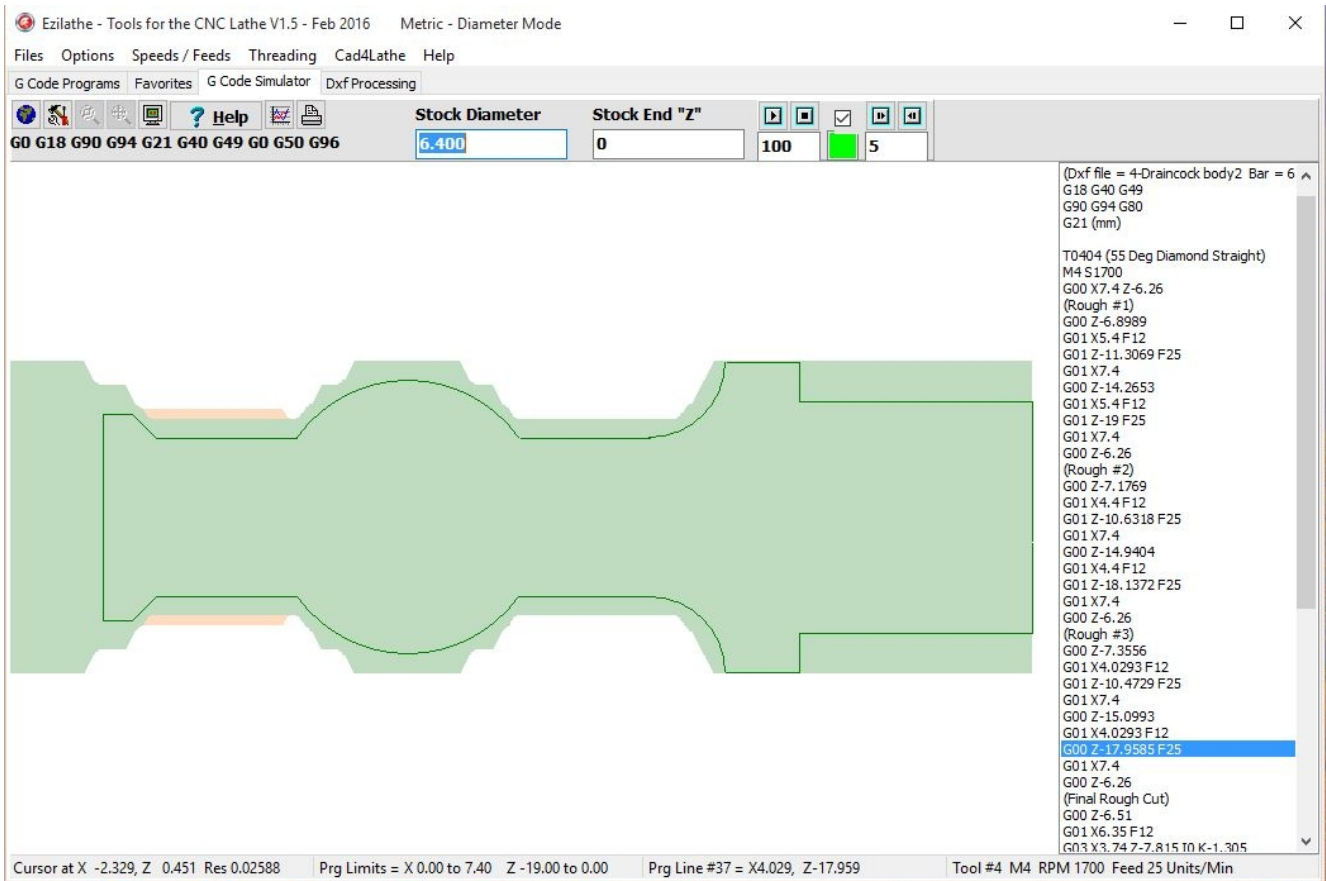 Ezilathe - Tools for the CNC Lathe V1.5 - Feb 2016 Metric - Diameter Mode
Files Options Speeds / Feeds Threading Cad4Lathe Help
G Code Programs Favorites G Code Simulator Dxf Processing
? Help
Stock Diameter Stock End "Z"
G0 G18 G90 G94 G21 G40 G49 G0 G50 G96
6.400 0 100 5
(Dxf file = 4-Draincock body2 Bar = 6
G18 G40 G49
G90 G94 G80
G21 (mm)
T0404 (55 Deg Diamond Straight)
M4 S1700
G00 X7.4 Z-6.26
(Rough #1)
G00 Z-6.8989
G01 X5.4 F12
G01 Z-11.3069 F25
G01 X7.4
G00 Z-14.2653
G01 X5.4 F12
G01 Z-19 F25
G01 X7.4
G00 Z-6.26
(Rough #2)
G00 Z-7.1769
G01 X4.4 F12
G01 Z-10.6318 F25
G01 X7.4
G00 Z-14.9404
G01 X4.4 F12
G01 Z-18.1372 F25
G01 X7.4
G00 Z-6.26
(Rough #3)
G00 Z-7.3556
G01 X4.0293 F12
G01 Z-10.4729 F25
G01 X7.4
G00 Z-15.0993
G01 X4.0293 F12
G00 Z-17.9585 F25
G01 X7.4
G00 Z-6.26
(Final Rough Cut)
G00 Z-6.51
G01 X6.35 F12
G03 X3.74 Z-7.815 I0 K-1.305
Cursor at X -2.329, Z 0.451 Res 0.02588
Prg Limits = X 0.00 to 7.40 Z -19.00 to 0.00
Prg Line #37 = X4.029, Z-17.959
Tool #4 M4 RPM 1700 Feed 25 Units/Min